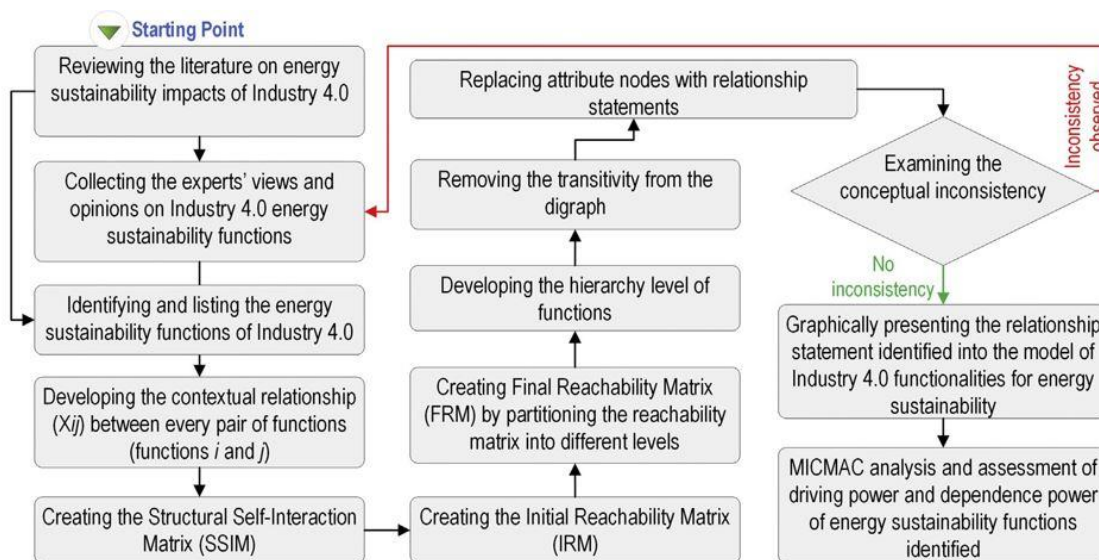 Starting Point
Reviewing the literature on energy
sustainability impacts of Industry 4.0
Collecting the experts’ views and
opinions on Industry 4.0 energy
sustainability functions
Identifying and listing the energy
sustainability functions of Industry 4.0
Developing the contextual relationship
(Xij) between every pair of functions
(functions i and j)
Creating the Structural Self-Interaction
Matrix (SSIM)
Creating the Initial Reachability Matrix
(IRM)
Creating Final Reachability Matrix
(FRM) by partitioning the reachability
matrix into different levels
Developing the hierarchy level of
functions
Removing the transitivity from the
digraph
Replacing attribute nodes with relationship
statements
Examining the
conceptual inconsistency
Inconsistency
observed
No
inconsistency
Graphically presenting the relationship
statement identified into the model of
Industry 4.0 functionalities for energy
sustainability
MICMAC analysis and assessment of
driving power and dependence power
of energy sustainability functions
identified